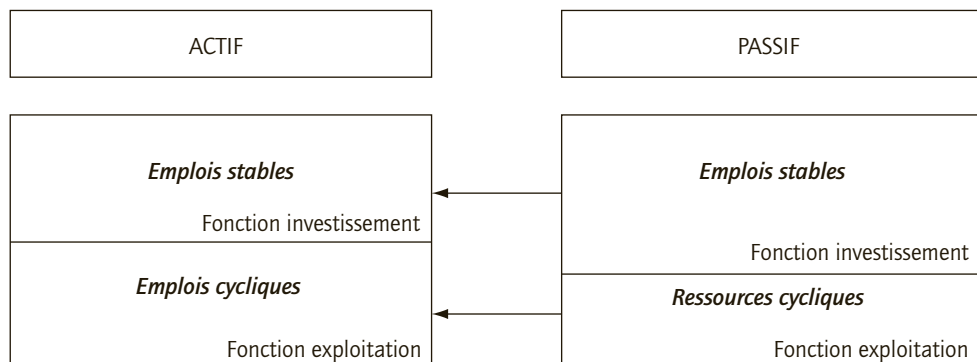 ACTIF
PASSIF
Emplois stables
Fonction investissement
Emplois cycliques
Fonction exploitation
Emplois stables
Fonction investissement
Ressources cycliques
Fonction exploitation